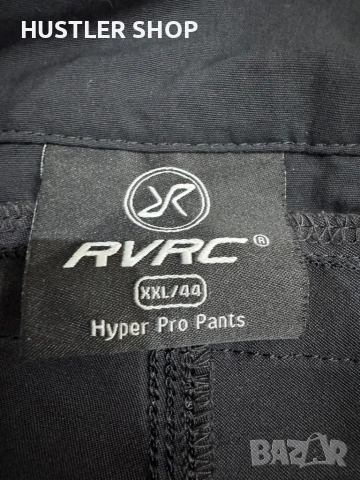 HUSTLER SHOP
RVRC®
XXL/44
Hyper Pro Pants
BAZAR